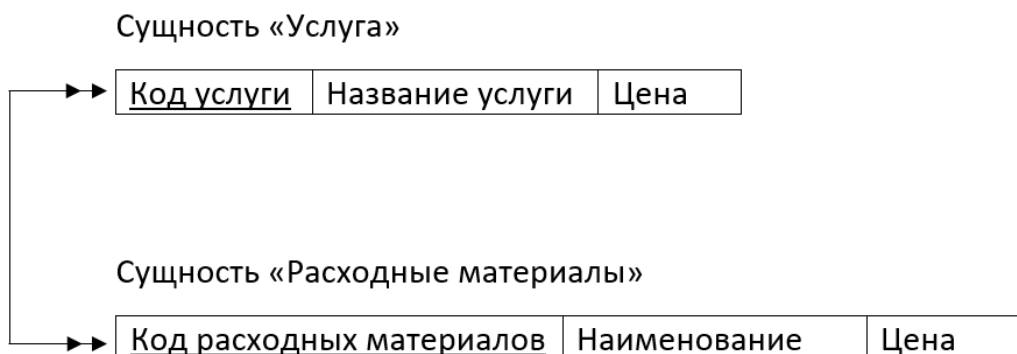 Сущность «Услуга»
Код услуги Название услуги Цена
Сущность «Расходные материалы»
Код расходных материалов Наименование Цена